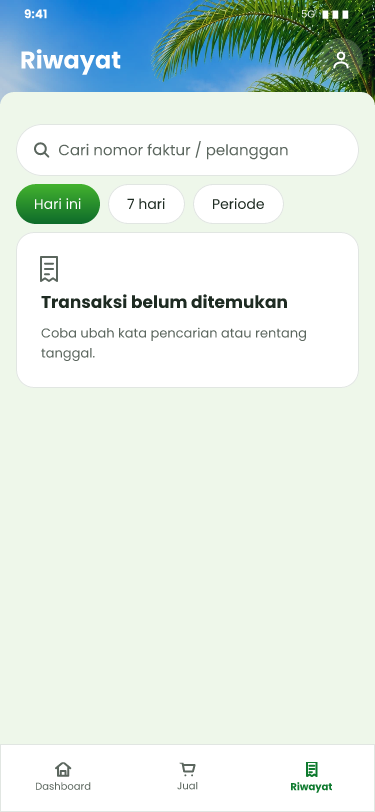 9:41
5G
Riwayat
Cari nomor faktur / pelanggan
Hari ini
7 hari
Periode
Transaksi belum ditemukan
Coba ubah kata pencarian atau rentang
tanggal.
Dashboard
Jual
Riwayat